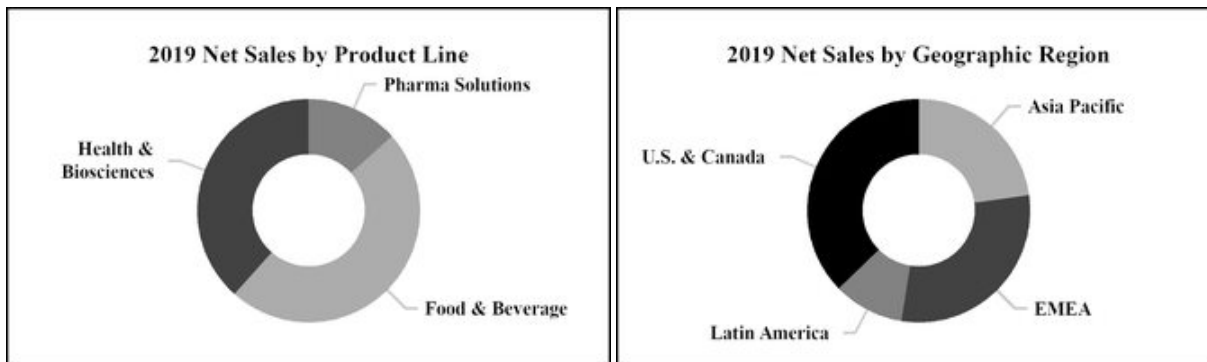 2019 Net Sales by Product Line
Pharma Solutions
Health &
Biosciences
Food & Beverage
2019 Net Sales by Geographic Region
Asia Pacific
U.S. & Canada
Latin America
EMEA